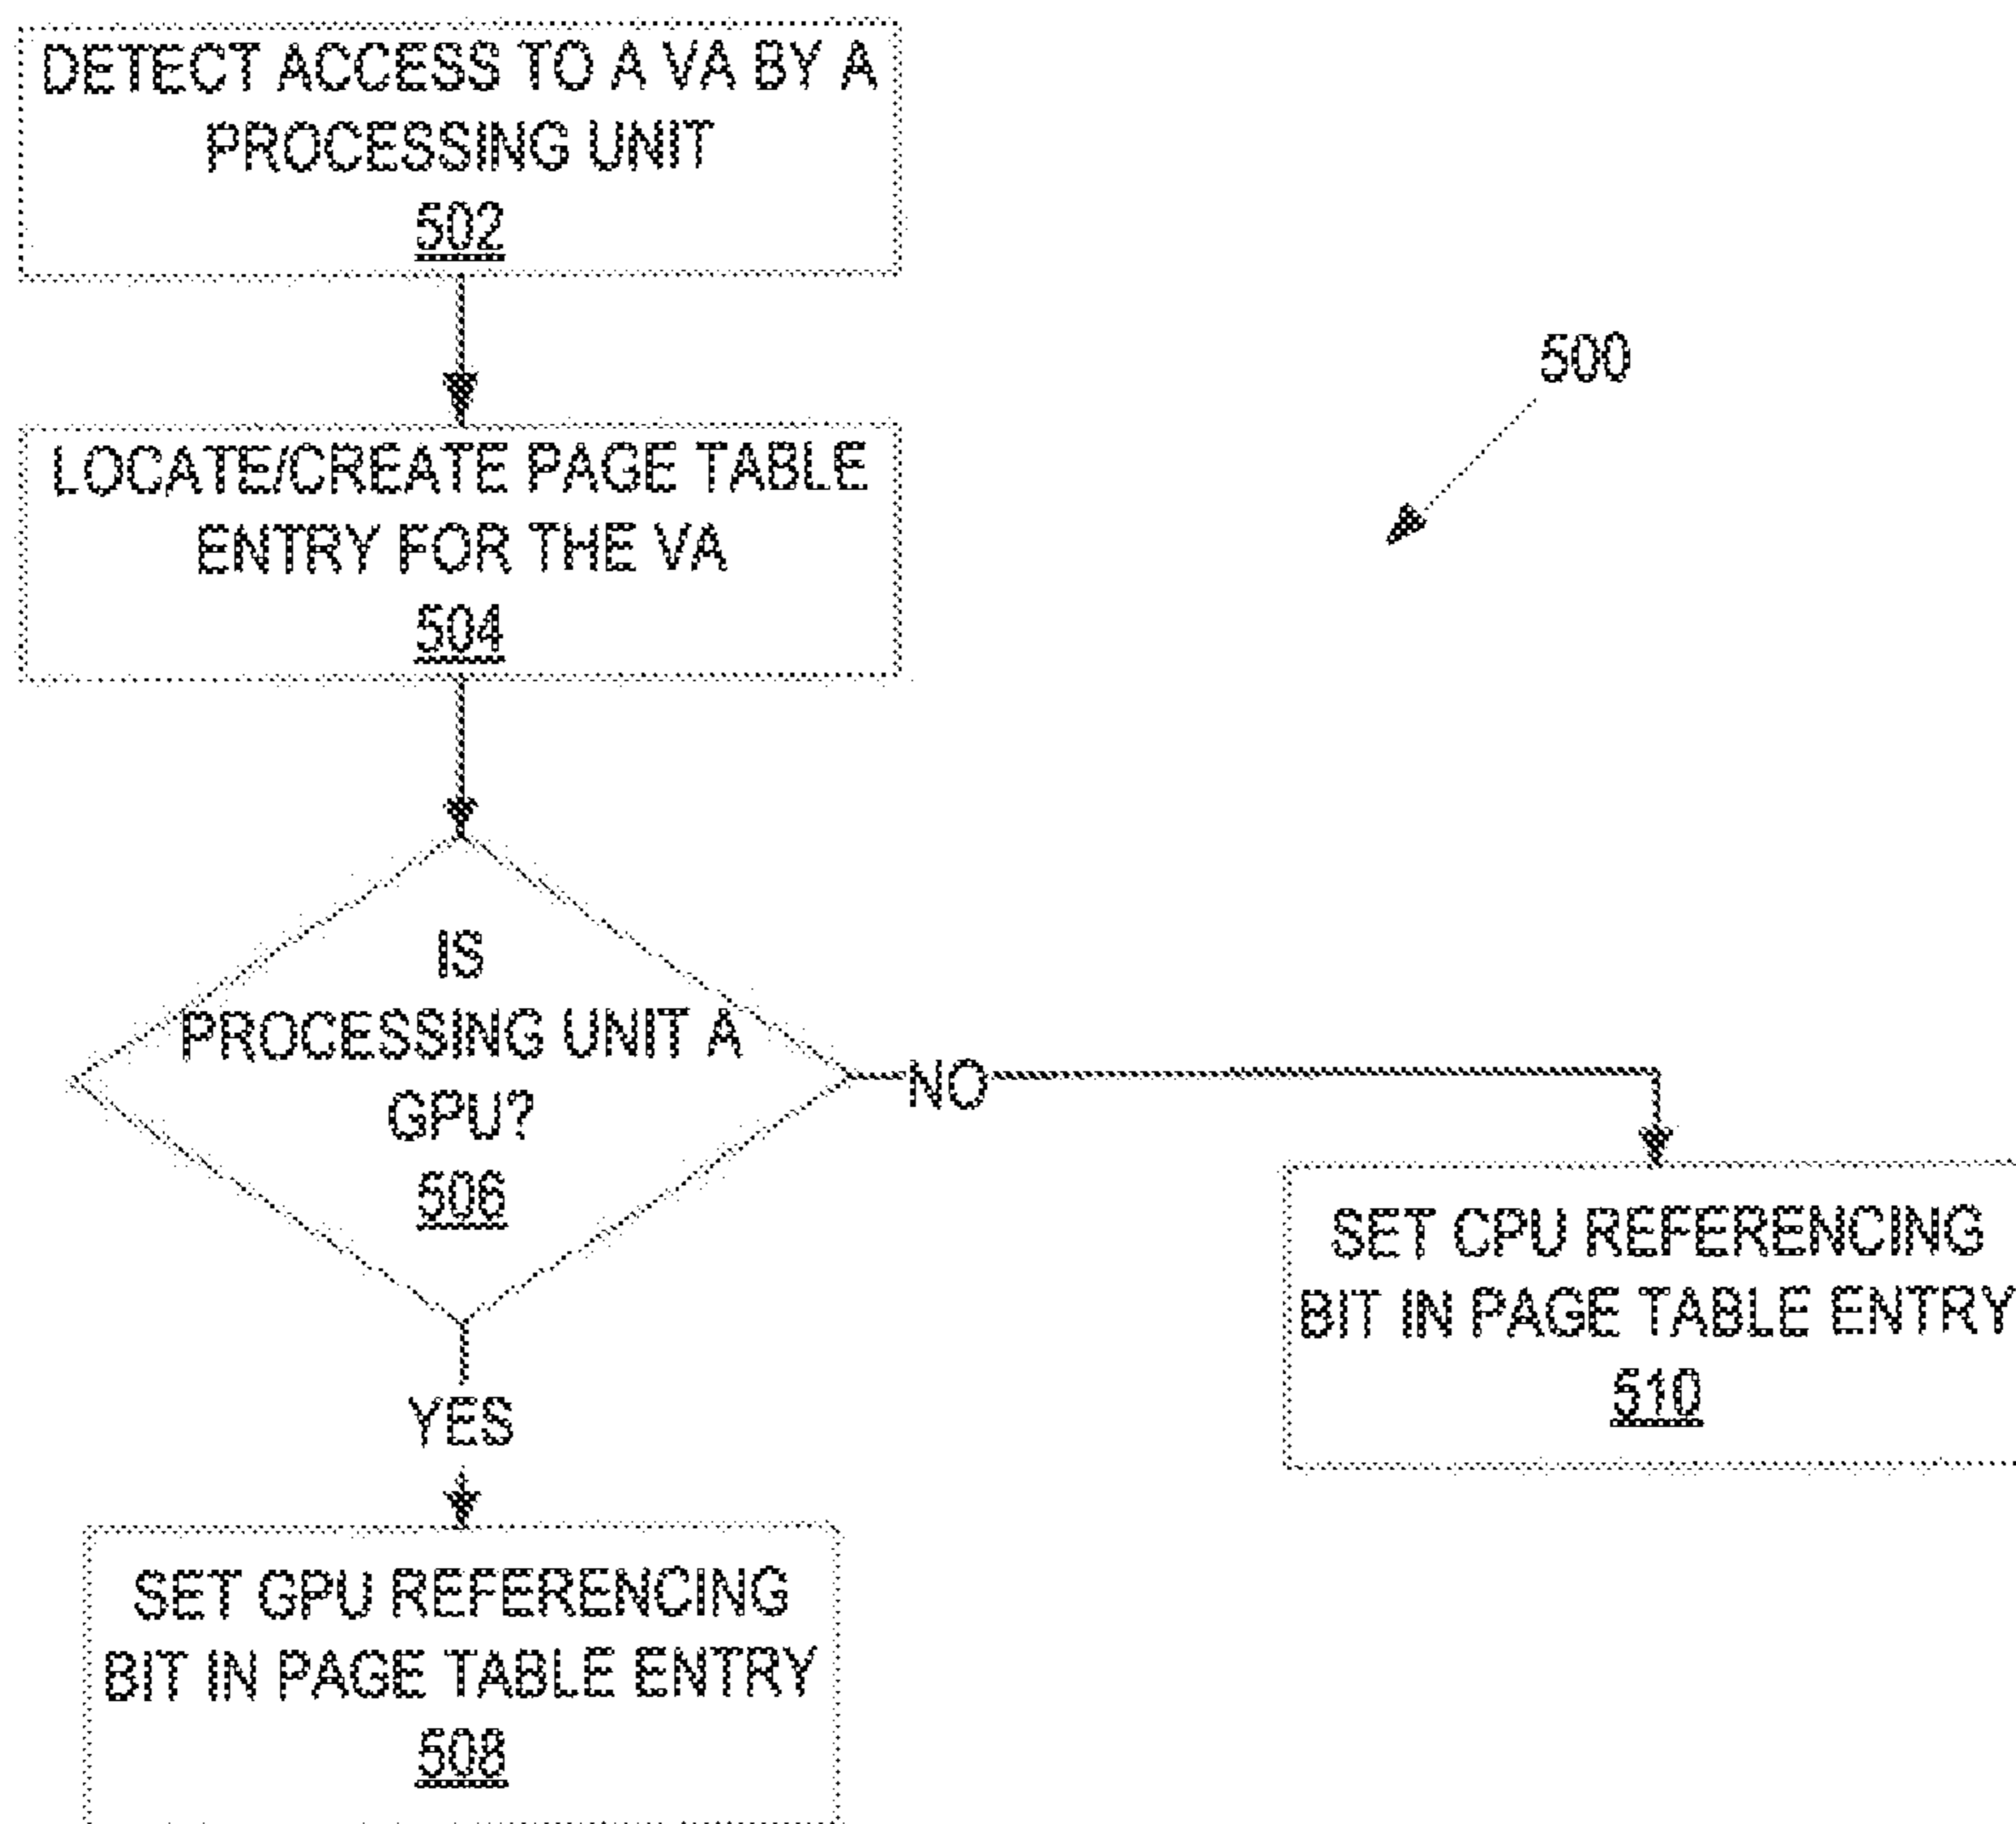 DETECT ACCESS TO A VA BY A
PROCESSING UNIT
502
500
LOCATE/CREATE PAGE TABLE
ENTRY FOR THE VA
504
IS
PROCESSING UNIT A
GPU?
506
NO
SET CPU REFERENCING
BIT IN PAGE TABLE ENTRY
510
YES
SET GPU REFERENCING
BIT IN PAGE TABLE ENTRY
508